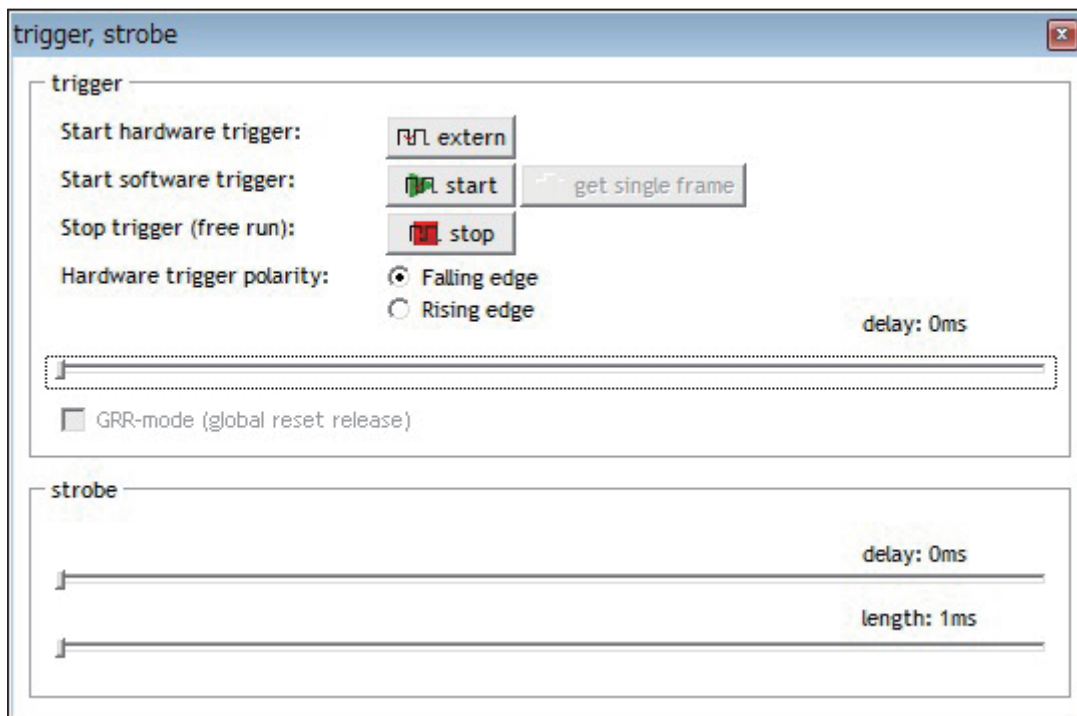 trigger, strobe
trigger
Start hardware trigger:
extern
Start software trigger:
start
get single frame
Stop trigger (free run):
stop
Hardware trigger polarity:
Falling edge
Rising edge
delay: 0ms
GRR-mode (global reset release)
strobe
delay: 0ms
length: 1ms